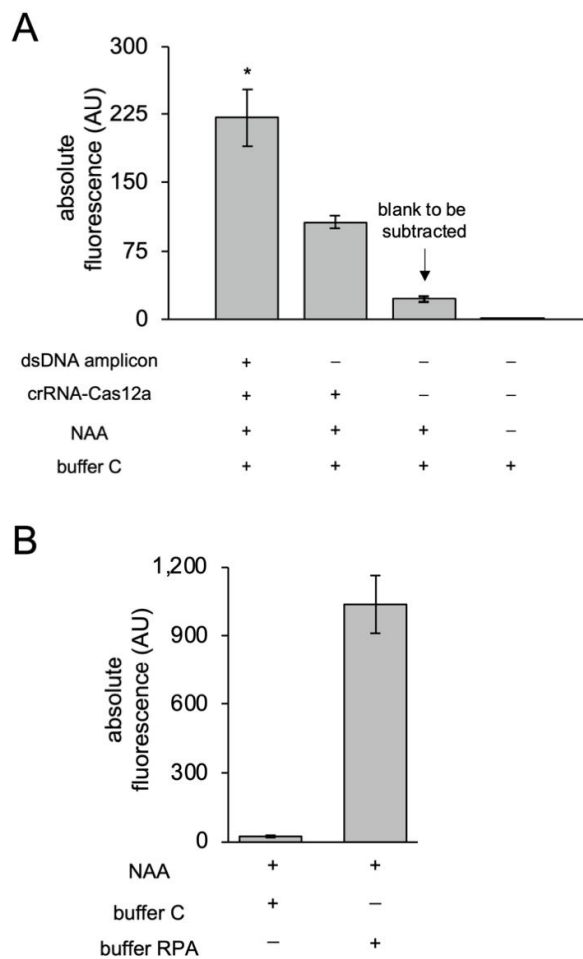 A
absolute
fluorescence (AU)
300
225
150
75
0
*
blank to be
subtracted
dsDNA amplicon + – – –
crRNA-Cas12a + + – –
NAA + + + –
buffer C + + + +
B
absolute
fluorescence (AU)
1,200
900
600
300
0
NAA + +
buffer C + –
buffer RPA – +